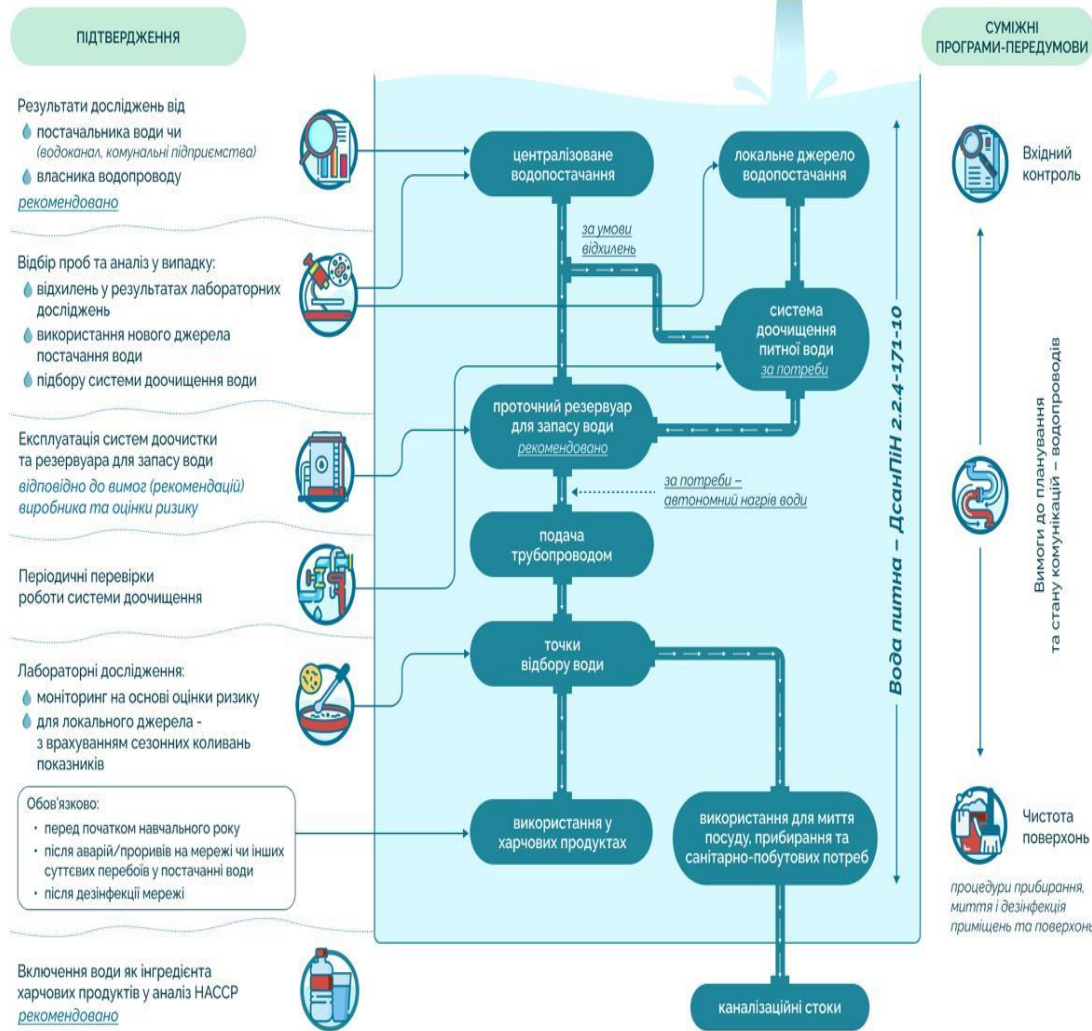 ПІДТВЕРДЖЕННЯ
Результати досліджень від
постачальника води чи
(водоканал, комунальні підприємства)
власника водопроводу
рекомендовано
Відбір проб та аналіз у випадку:
відхилень у результатах лабораторних
досліджень
використання нового джерела
постачання води
підбору системи доочищення води
Експлуатація систем доочистки
та резервуара для запасу води
відповідно до вимог (рекомендацій)
виробника та оцінки ризику
Періодичні перевірки
роботи системи доочищення
Лабораторні дослідження:
моніторинг на основі оцінки ризику
для локального джерела -
з врахуванням сезонних коливань
показників
Обов'язково:
• перед початком навчального року
• після аварій/проривів на мережі чи інших
суттєвих перебоїв у постачанні води
• після дезінфекції мережі
Включення води як інгредієнта
харчових продуктів у аналіз НАССР
рекомендовано
централізоване
водопостачання
локальне джерело
водопостачання
за умови
відхилень
система
доочищення
питної води
за потреби
проточний резервуар
для запасу води
рекомендовано
за потреби –
автономний нагрів води
подача
трубопроводом
точки
відбору води
використання у
харчових продуктах
використання для миття
посуду, прибирання та
санітарно-побутових потреб
каналізаційні стоки
Вода питна – ДсанПіН 2.2.4-171-10
СУМІЖНІ
ПРОГРАМИ-ПЕРЕДУМОВИ
Вхідний
контроль
Вимоги до планування
та стану комунікацій – водопроводів
Чистота
поверхонь
процедури прибирання,
миття і дезінфекція
приміщень та поверхонь